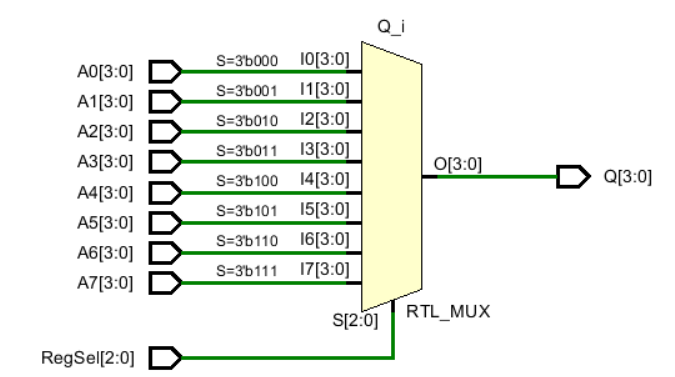 Q_i
A0[3:0] S=3'b000 I0[3:0]
A1[3:0] S=3'b001 I1[3:0]
A2[3:0] S=3'b010 I2[3:0]
A3[3:0] S=3'b011 I3[3:0]
O[3:0] Q[3:0]
A4[3:0] S=3'b100 I4[3:0]
A5[3:0] S=3'b101 I5[3:0]
A6[3:0] S=3'b110 I6[3:0]
A7[3:0] S=3'b111 I7[3:0]
S[2:0] RTL_MUX
RegSel[2:0]